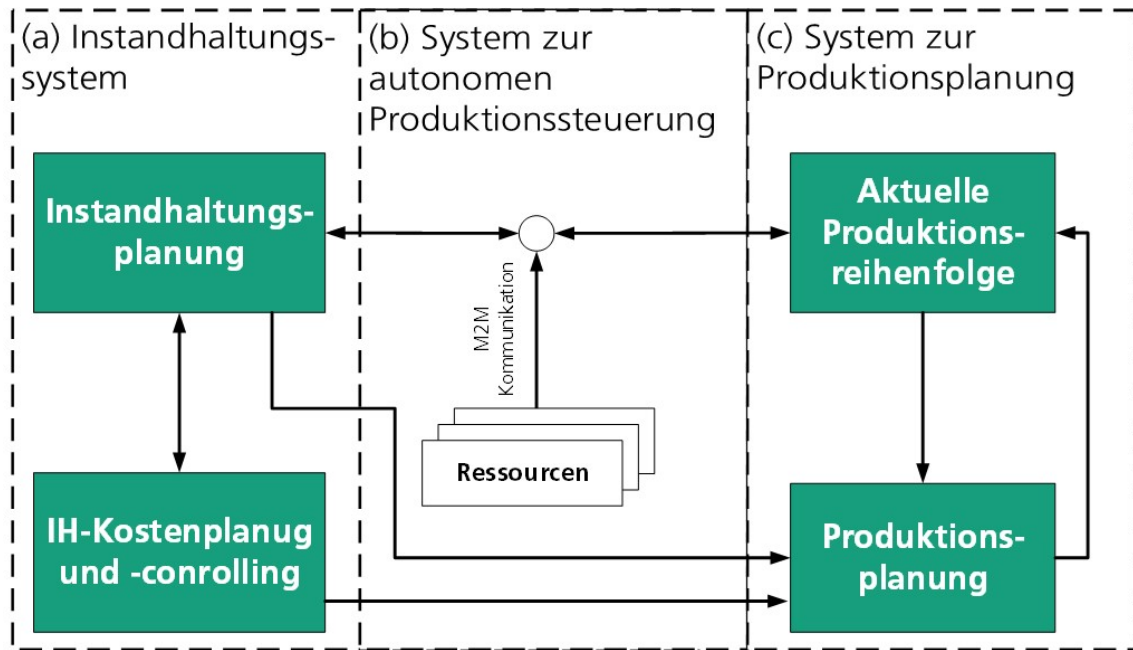 (a) Instandhaltungs-
system
(b) System zur
autonomen
Produktionssteuerung
(c) System zur
Produktionsplanung
Instandhaltungs-
planung
Aktuelle
Produktions-
reihenfolge
M2M
Kommunikation
Ressourcen
IH-Kostenplanug
und -conrolling
Produktions-
planung